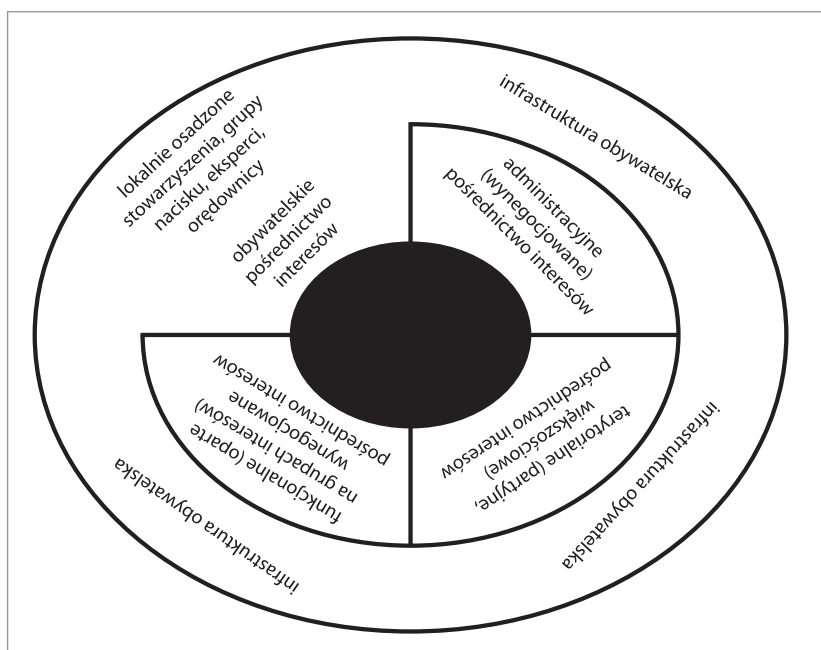 lokalnie osadzone
stowarzyszenia, grupy
nacisku, eksperci,
orędownicy
obywatelskie
pośrednictwo
interesów
infrastruktura obywatelska
administracyjne
(wynegocjowane)
pośrednictwo interesów
terytorialne (partyjne,
większościowe)
pośrednictwo interesów
infrastruktura obywatelska
funkcjonalne (oparte
na grupach interesów)
wynegocjowane
pośrednictwo interesów
infrastruktura obywatelska